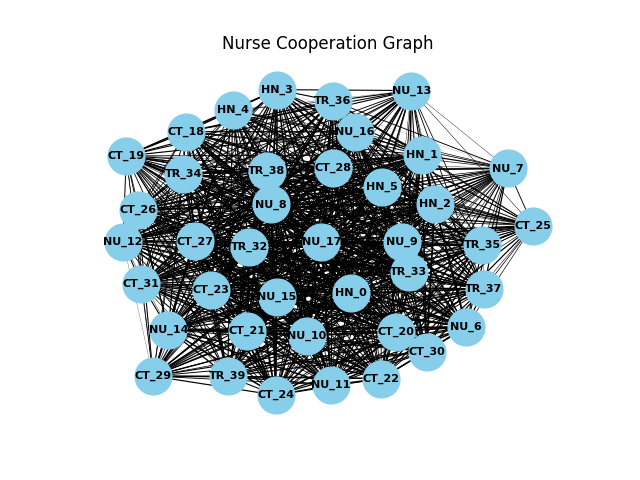 Nurse Cooperation Graph
HN_3
NU_13
TR_36
HN_4
CT_18
NU_16
CT_19
HN_1
CT_28
NU_7
TR_38
TR_34
HN_5
NU_8
HN_2
CT_26
CT_25
NU_12
CT_27
NU_17
NU_9
TR_35
TR_32
TR_33
CT_31
TR_37
CT_23
HN_0
NU_15
NU_6
NU_14
CT_21
CT_20
NU_10
CT_30
CT_29
TR_39
CT_22
NU_11
CT_24